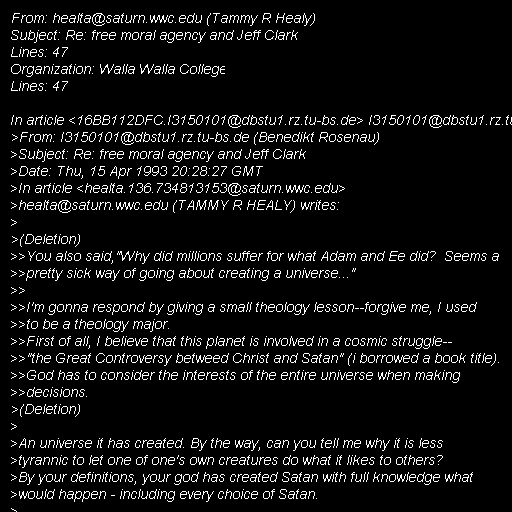 From: healta@saturn.wwc.edu (Tammy R Healy)
Subject: Re: free moral agency and Jeff Clark
Lines: 47
Organization: Walla Walla College
Lines: 47

In article <16BB112DFC.I3150101@dbstu1.rz.tu-bs.de> I3150101@dbstu1.rz.tu
>From: I3150101@dbstu1.rz.tu-bs.de (Benedikt Rosenau)
>Subject: Re: free moral agency and Jeff Clark
>Date: Thu, 15 Apr 1993 20:28:27 GMT
>In article <healta.136.734813153@saturn.wwc.edu>
>healta@saturn.wwc.edu (TAMMY R HEALY) writes:
>
>(Deletion)
>>You also said,"Why did millions suffer for what Adam and Ee did?  Seems a
>>pretty sick way of going about creating a universe..."
>>
>>I'm gonna respond by giving a small theology lesson--forgive me, I used
>>to be a theology major.
>>First of all, I believe that this planet is involved in a cosmic struggle--
>>"the Great Controversy betweed Christ and Satan" (i borrowed a book title).
>>God has to consider the interests of the entire universe when making
>>decisions.
>(Deletion)
>
>An universe it has created. By the way, can you tell me why it is less
>tyrannic to let one of one's own creatures do what it likes to others?
>By your definitions, your god has created Satan with full knowledge what
>would happen - including every choice of Satan.
>